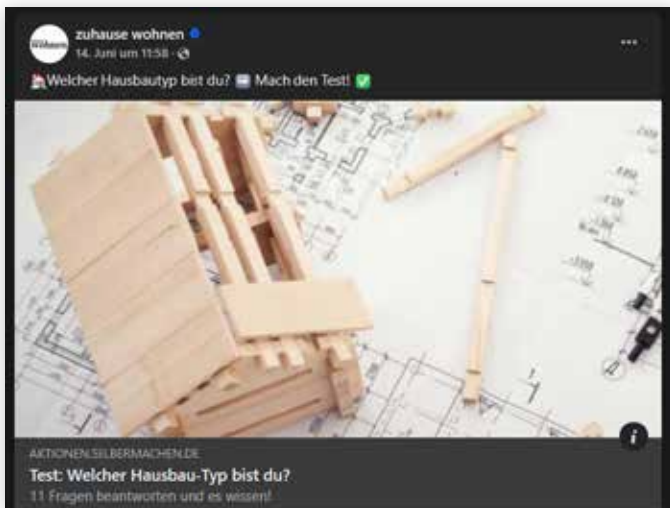 zuhause wohnen
wohnen
14. Juni um 11:58
Welcher Hausbautyp bist du? Mach den Test!
AKTIONEN.SELBERMACHEN.DE
Test: Welcher Hausbau-Typ bist du?
11 Fragen beantworten und es wissen!